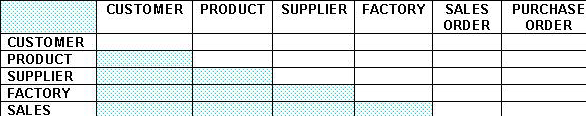 CUSTOMER PRODUCT SUPPLIER FACTORY SALES ORDER PURCHASE ORDER
CUSTOMER
PRODUCT
SUPPLIER
FACTORY
SALES